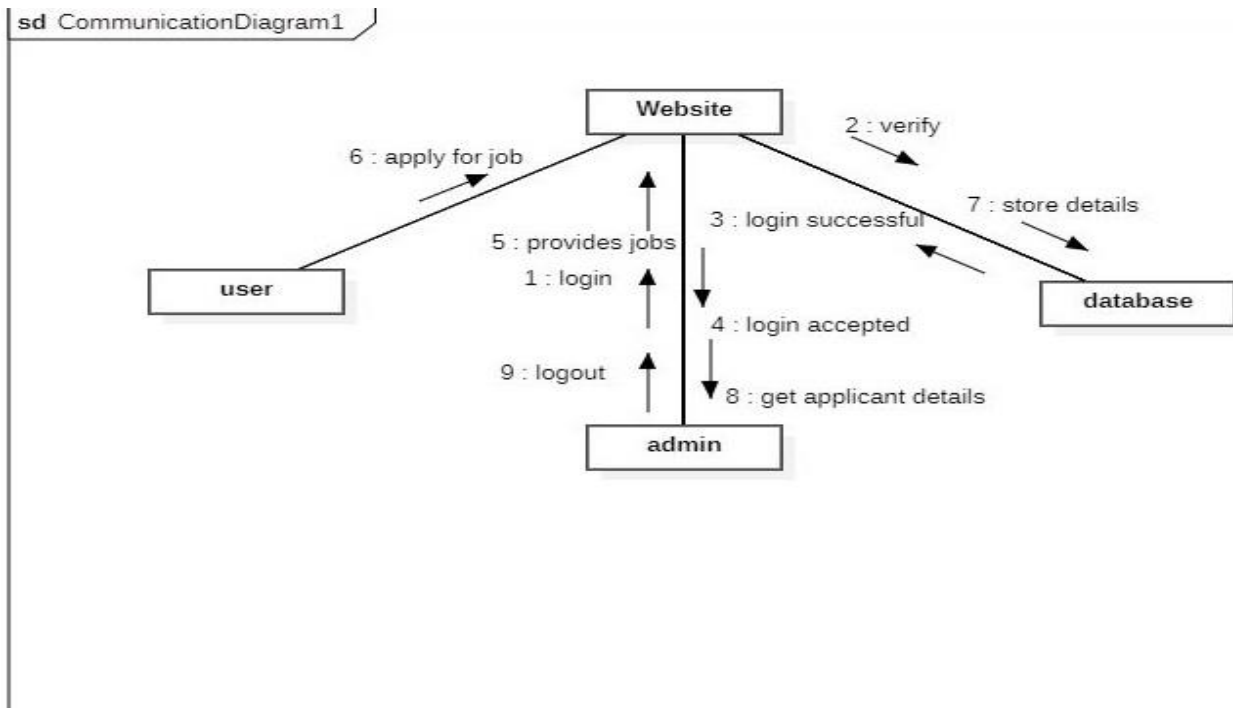 sd CommunicationDiagram1
Website
2 : verify
6 : apply for job
7 : store details
3 : login successful
5 : provides jobs
1 : login
user
database
4 : login accepted
9 : logout
8 : get applicant details
admin